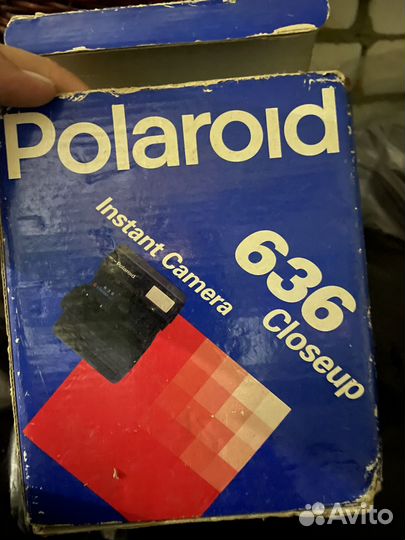 Polaroid
Instant Camera
636
Closeup
Polaroid
Avito